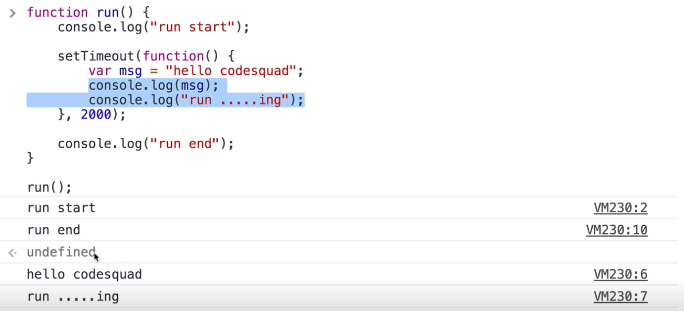 function run() {
    console.log("run start");

    setTimeout(function() {
        var msg = "hello codesquad";
        console.log(msg);
        console.log("run .....ing");
    }, 2000);

    console.log("run end");
}

run();
run start VM230:2
run end VM230:10
undefined
hello codesquad VM230:6
run .....ing VM230:7